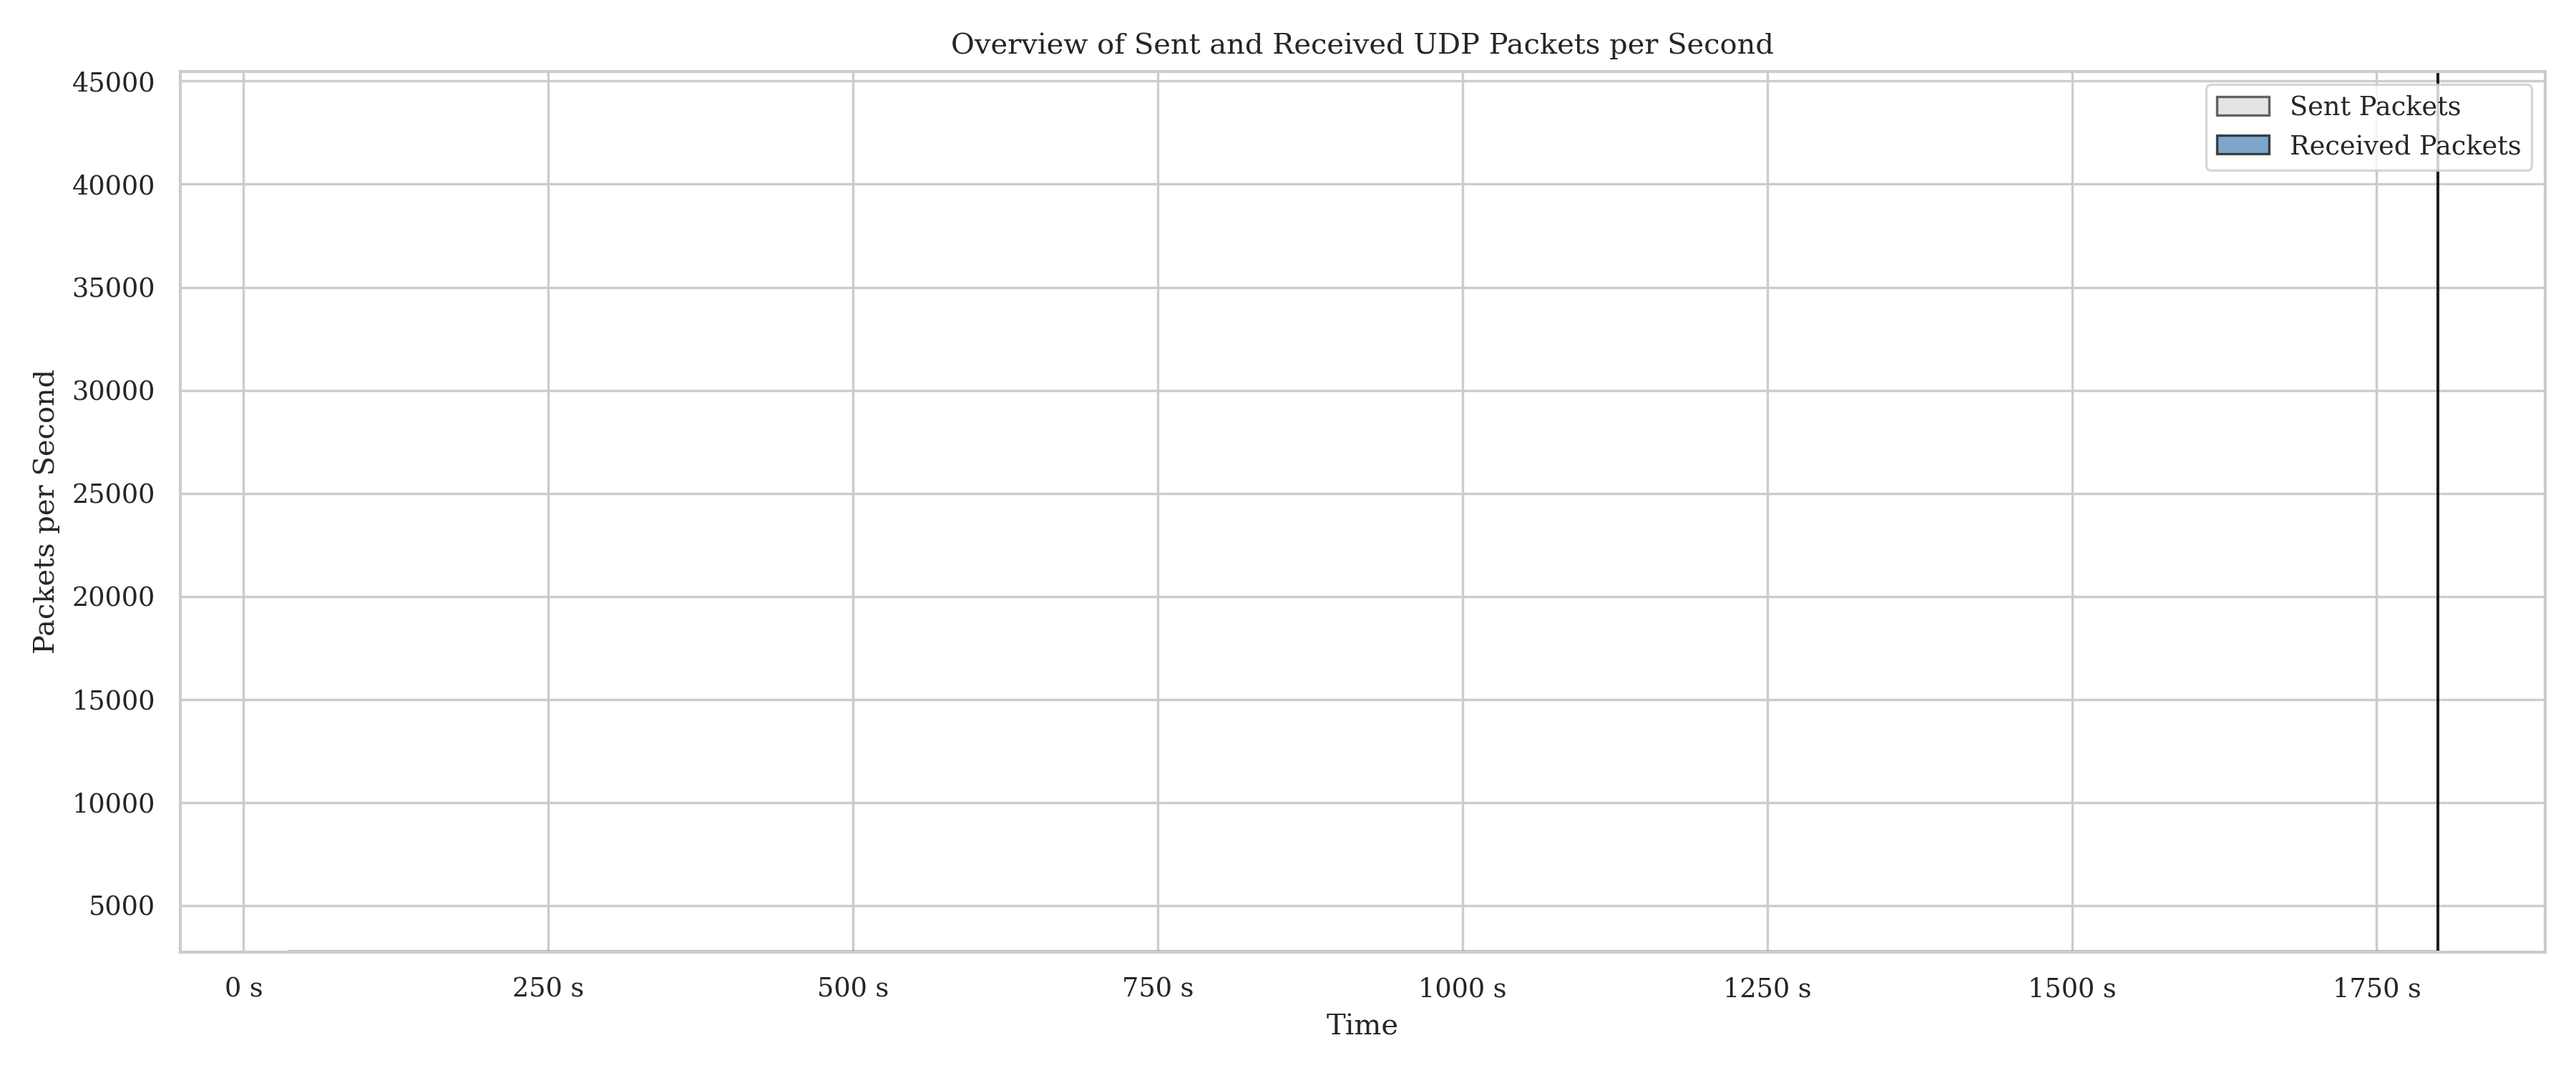 Overview of Sent and Received UDP Packets per Second
45000
40000
35000
30000
25000
20000
15000
10000
5000
Packets per Second
Sent Packets
Received Packets
0 s 250 s 500 s 750 s 1000 s 1250 s 1500 s 1750 s
Time